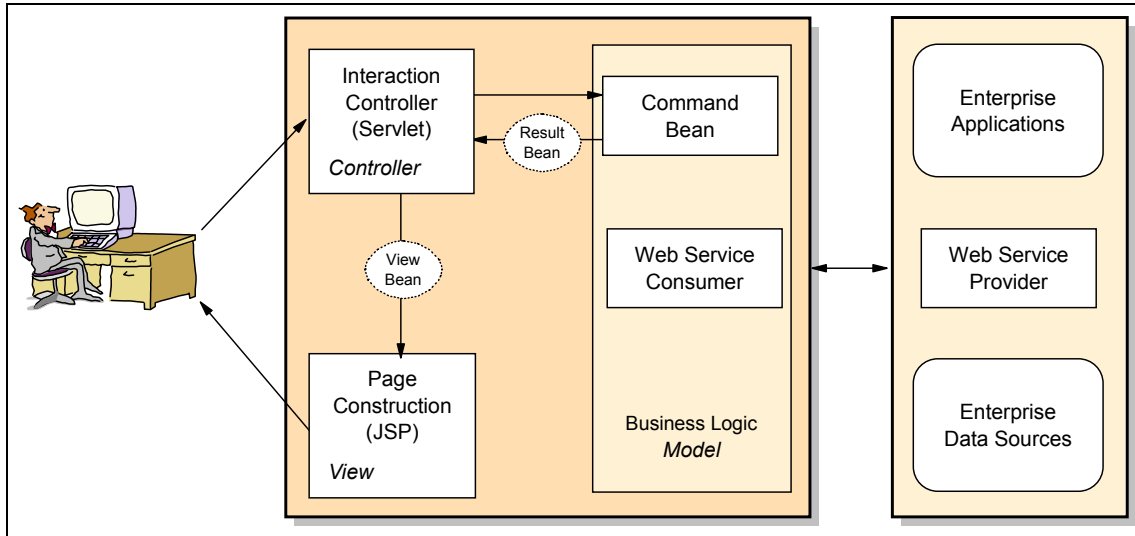 Interaction
Controller
(Servlet)
Controller
Result
Bean
Command
Bean
View
Bean
Web Service
Consumer
Page
Construction
(JSP)
View
Business Logic
Model
Enterprise
Applications
Web Service
Provider
Enterprise
Data Sources